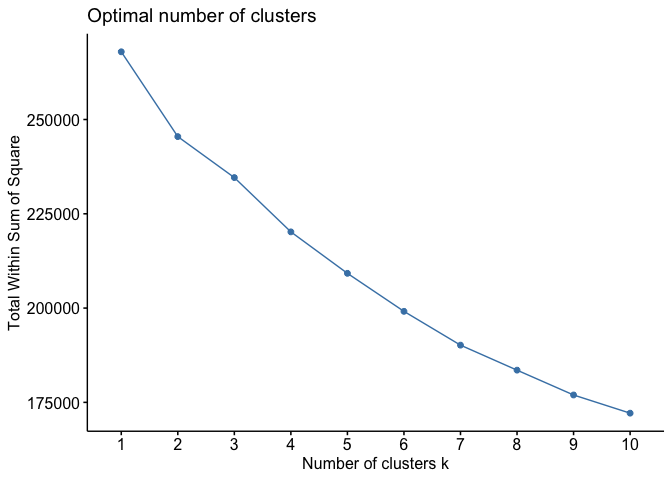 Optimal number of clusters
Total Within Sum of Square
250000
225000
200000
175000
1 2 3 4 5 6 7 8 9 10
Number of clusters k